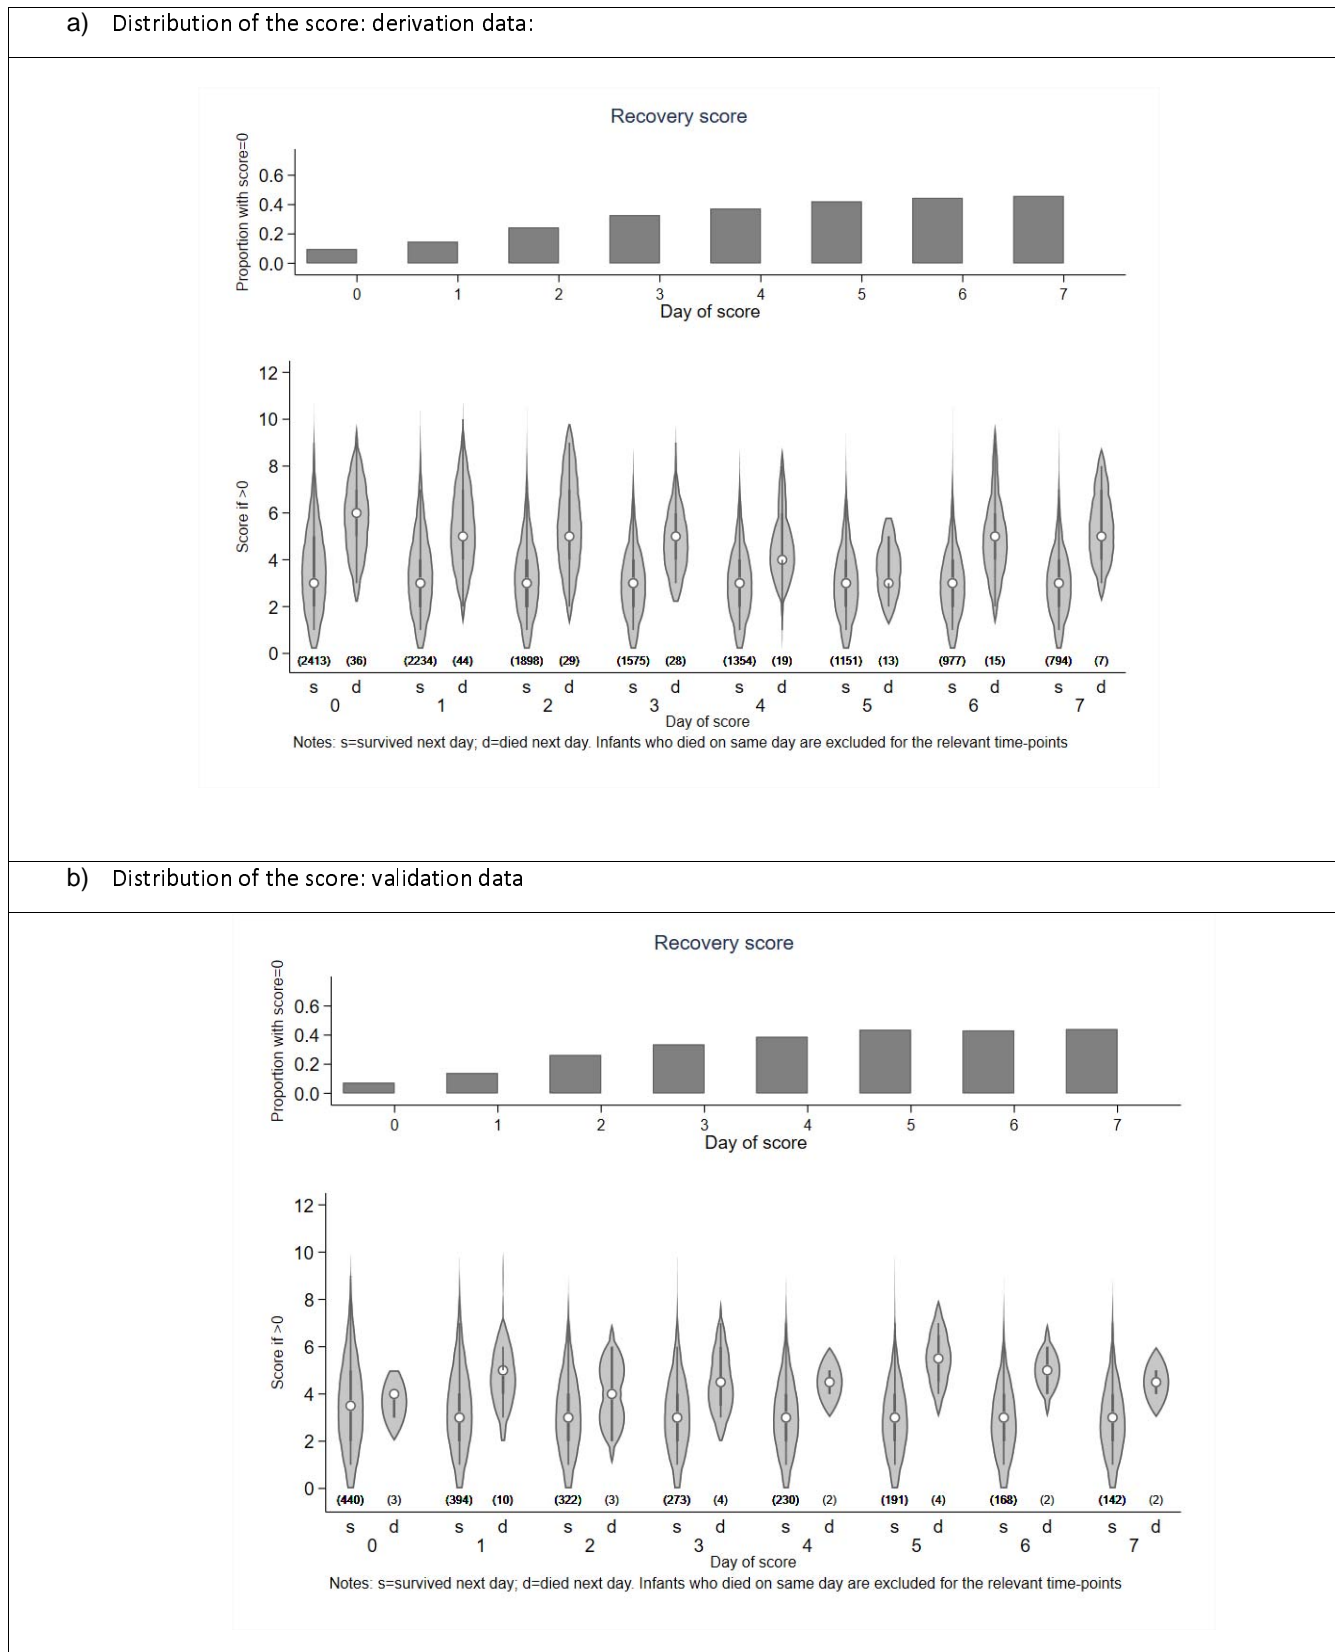 a) Distribution of the score: derivation data:
Recovery score
Proportion with score=0
0.6
0.4
0.2
0.0
0 1 2 3 4 5 6 7
Day of score
Score if >0
12
10
8
6
4
2
0
(2413) (36) (2234) (44) (1898) (29) (1575) (28) (1354) (19) (1151) (13) (977) (15) (794) (7)
s d s d s d s d s d s d s d s d
0 1 2 3 4 5 6 7
Day of score
Notes: s=survived next day; d=died next day. Infants who died on same day are excluded for the relevant time-points
b) Distribution of the score: validation data
Recovery score
Proportion with score=0
0.6
0.4
0.2
0.0
0 1 2 3 4 5 6 7
Day of score
Score if >0
12
10
8
6
4
2
0
(440) (3) (394) (10) (322) (3) (273) (4) (230) (2) (191) (4) (168) (2) (142) (2)
s d s d s d s d s d s d s d s d
0 1 2 3 4 5 6 7
Day of score
Notes: s=survived next day; d=died next day. Infants who died on same day are excluded for the relevant time-points